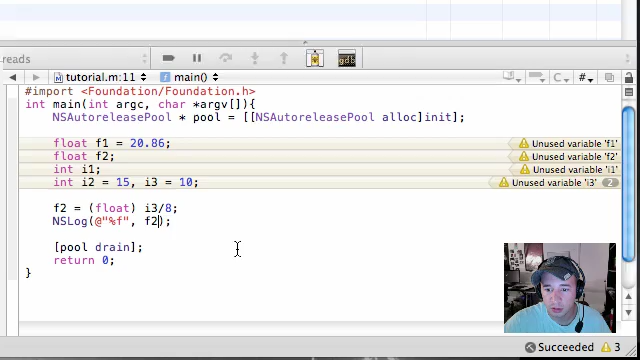 reads
gdb
tutorial.m:11 main() C #
#import <Foundation/Foundation.h>
int main(int argc, char *argv[]){
NSAutoreleasePool * pool = [[NSAutoreleasePool alloc]init];
float f1 = 20.86; Unused variable 'f1'
float f2; Unused variable 'f2'
int i1; Unused variable 'i1'
int i2 = 15, i3 = 10; Unused variable 'i3' 2
f2 = (float) i3/8;
NSLog(@"%f", f2);
[pool drain];
return 0;
}
Succeeded 3